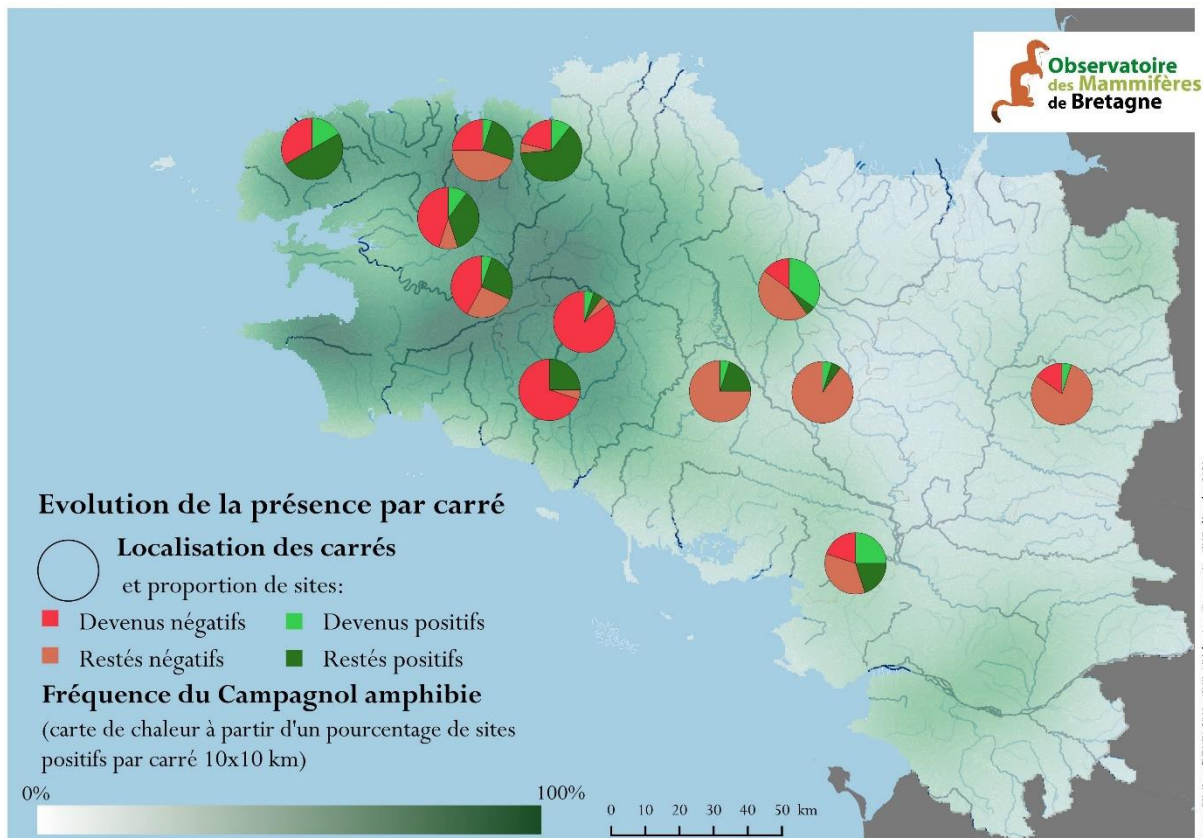 Observatoire
des Mammifères
de Bretagne
Evolution de la présence par carré
Localisation des carrés
et proportion de sites:
Devenus négatifs
Devenus positifs
Restés négatifs
Restés positifs
Fréquence du Campagnol amphibie
(carte de chaleur à partir d'un pourcentage de sites
positifs par carré 10x10 km)
0%
100%
0 10 20 30 40 50 km